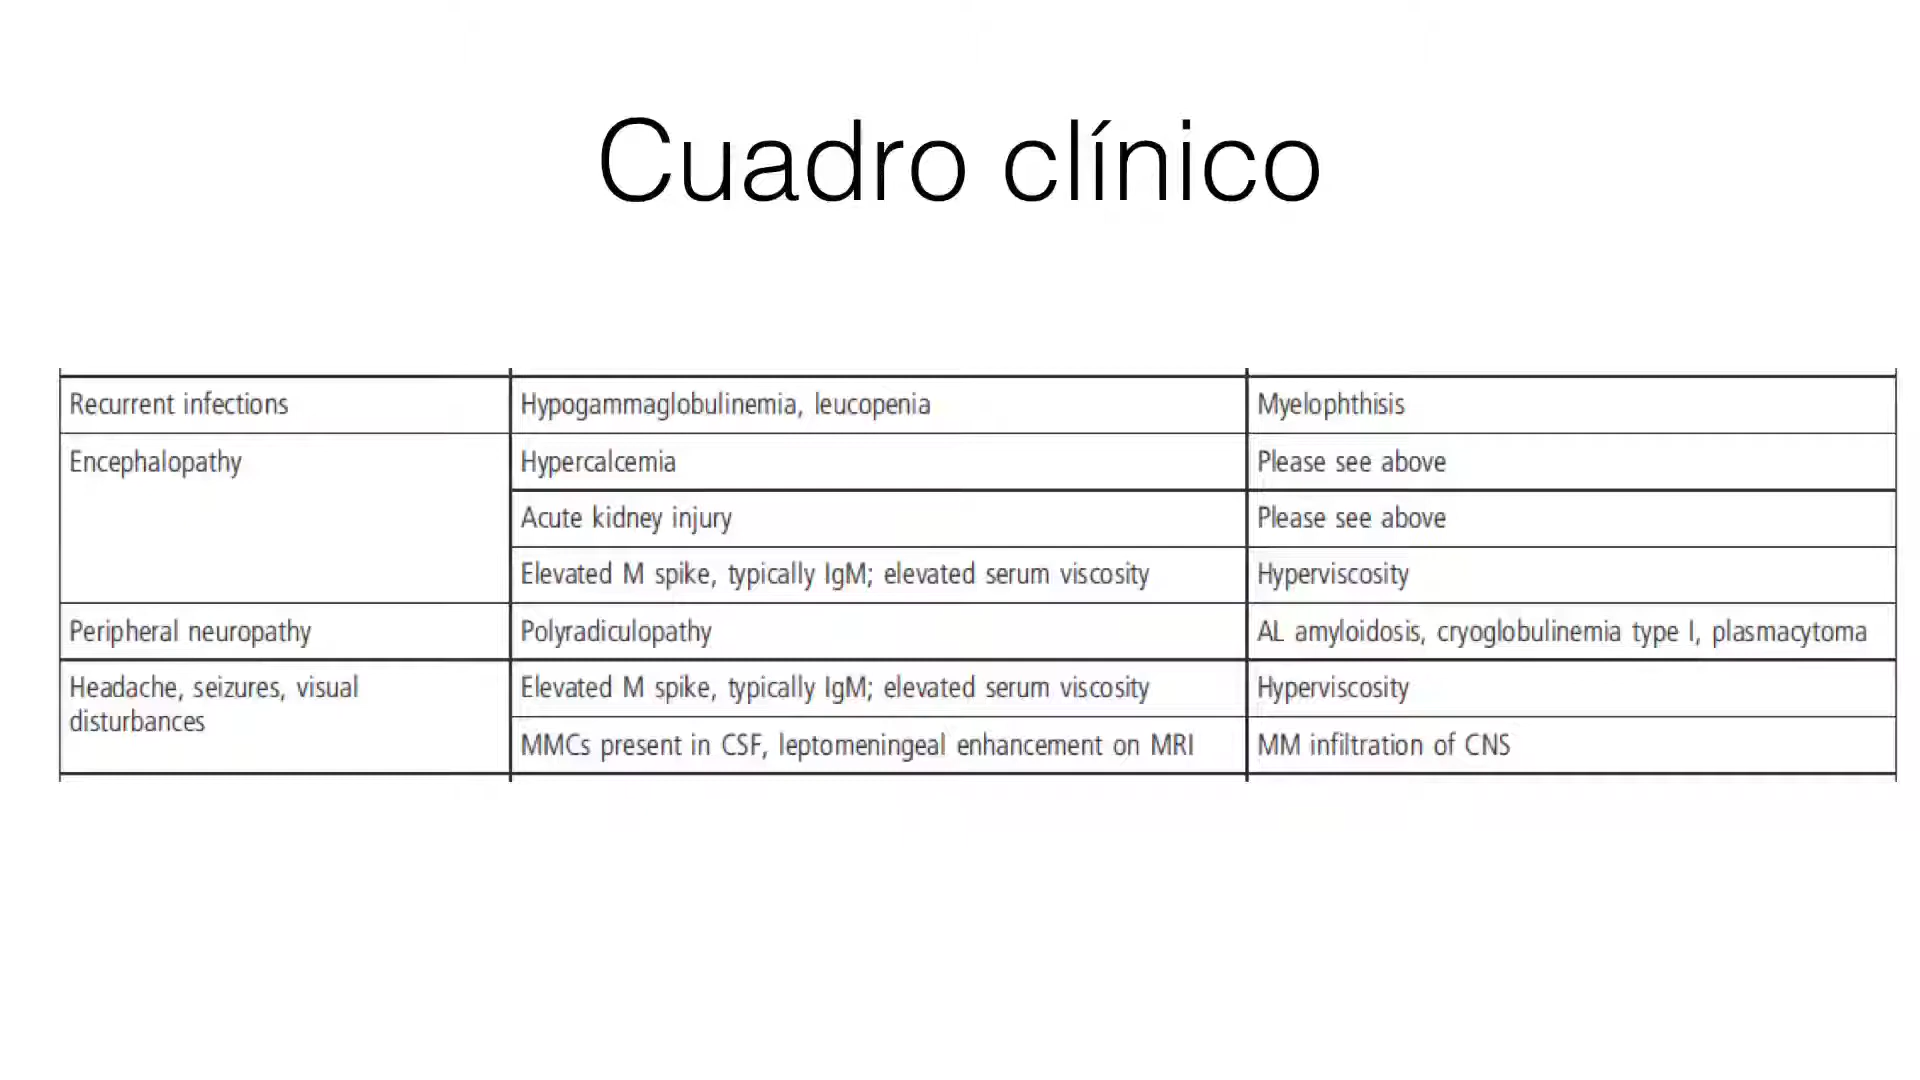 Cuadro clínico
Recurrent infections
Hypogammaglobulinemia, leucopenia
Myelophthisis
Encephalopathy
Hypercalcemia
Please see above
Acute kidney injury
Please see above
Elevated M spike, typically IgM; elevated serum viscosity
Hyperviscosity
Peripheral neuropathy
Polyradiculopathy
AL amyloidosis, cryoglobulinemia type I, plasmacytoma
Headache, seizures, visual
disturbances
Elevated M spike, typically IgM; elevated serum viscosity
Hyperviscosity
MMCs present in CSF, leptomeningeal enhancement on MRI
MM infiltration of CNS